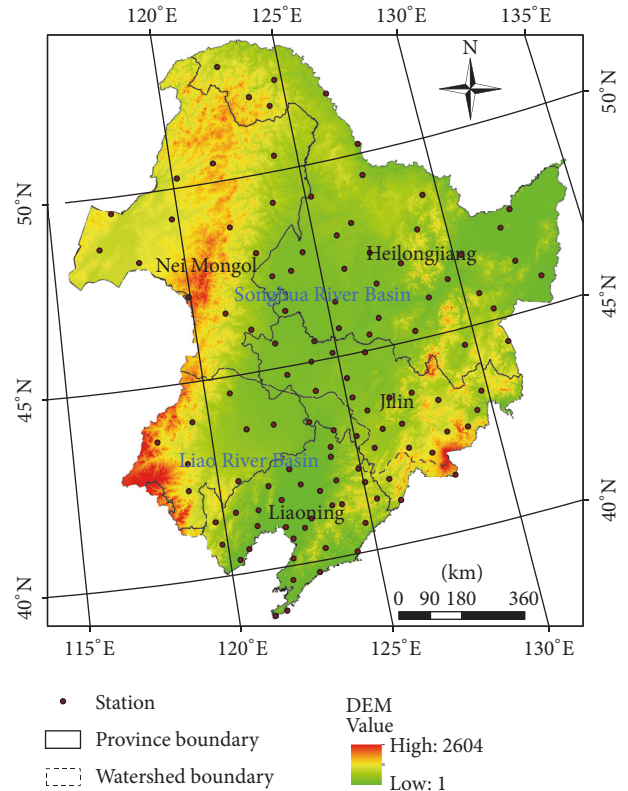 120°E 125°E 130°E 135°E
N
50°N
50°N
Heilongjiang
Nei Mongol
Songhua River Basin
45°N
45°N
Jilin
Liao River Basin
Liaoning
40°N
40°N
(km)
0 90 180 360
115°E 120°E 125°E 130°E
Station
Province boundary
Watershed boundary
DEM
Value
High: 2604
Low: 1